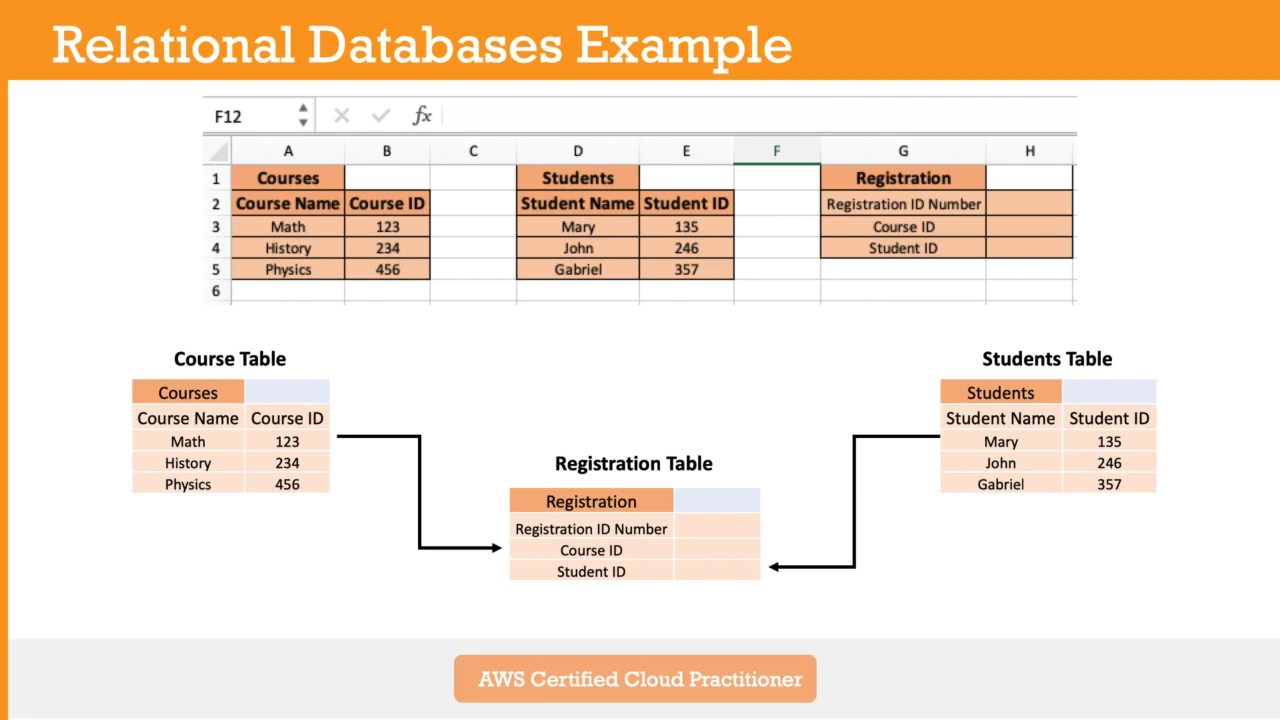 Relational Databases Example
F12 fx
A B C D E F G H
1 Courses Students Registration
2 Course Name Course ID Student Name Student ID Registration ID Number
3 Math 123 Mary 135 Course ID
4 History 234 John 246 Student ID
5 Physics 456 Gabriel 357
6
Course Table
Courses
Course Name Course ID
Math 123
History 234
Physics 456
Students Table
Students
Student Name Student ID
Mary 135
John 246
Gabriel 357
Registration Table
Registration
Registration ID Number
Course ID
Student ID
AWS Certified Cloud Practitioner